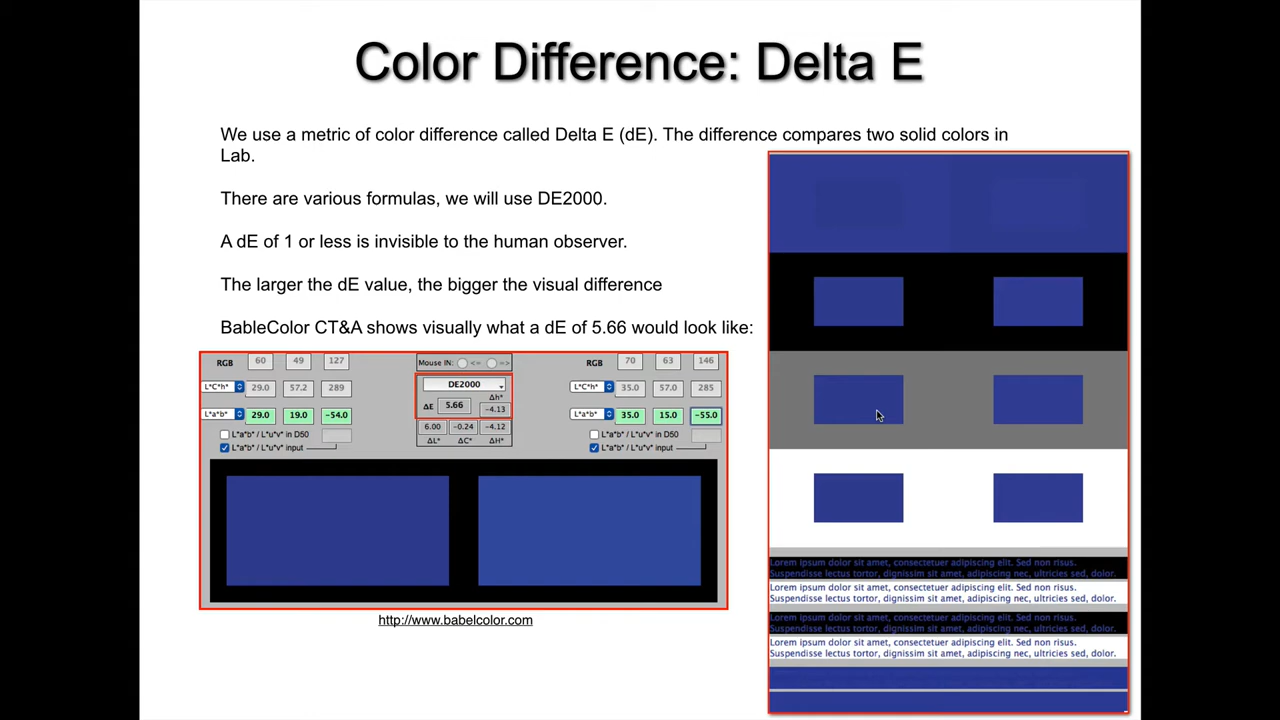 Color Difference: Delta E
We use a metric of color difference called Delta E (dE). The difference compares two solid colors in
Lab.
There are various formulas, we will use DE2000.
A dE of 1 or less is invisible to the human observer.
The larger the dE value, the bigger the visual difference
BableColor CT&A shows visually what a dE of 5.66 would look like:
RGB 60 49 127 Mouse IN: <= => RGB 70 63 146
L*C*h* 29.0 57.2 289 DE2000 L*C*h* 35.0 57.0 285
Δh*
ΔE 5.66 -4.13
L*a*b* 29.0 19.0 -54.0 L*a*b* 35.0 15.0 -55.0
6.00 -0.24 -4.12
L*a*b* / L*u*v* in D50 ΔL* ΔC* ΔH* L*a*b* / L*u*v* in D50
L*a*b* / L*u*v* input L*a*b* / L*u*v* input
http://www.babelcolor.com
Lorem ipsum dolor sit amet, consectetuer adipiscing elit. Sed non risus.
Suspendisse lectus tortor, dignissim sit amet, adipiscing nec, ultricies sed, dolor.
Lorem ipsum dolor sit amet, consectetuer adipiscing elit. Sed non risus.
Suspendisse lectus tortor, dignissim sit amet, adipiscing nec, ultricies sed, dolor.
Lorem ipsum dolor sit amet, consectetuer adipiscing elit. Sed non risus.
Suspendisse lectus tortor, dignissim sit amet, adipiscing nec, ultricies sed, dolor.
Lorem ipsum dolor sit amet, consectetuer adipiscing elit. Sed non risus.
Suspendisse lectus tortor, dignissim sit amet, adipiscing nec, ultricies sed, dolor.